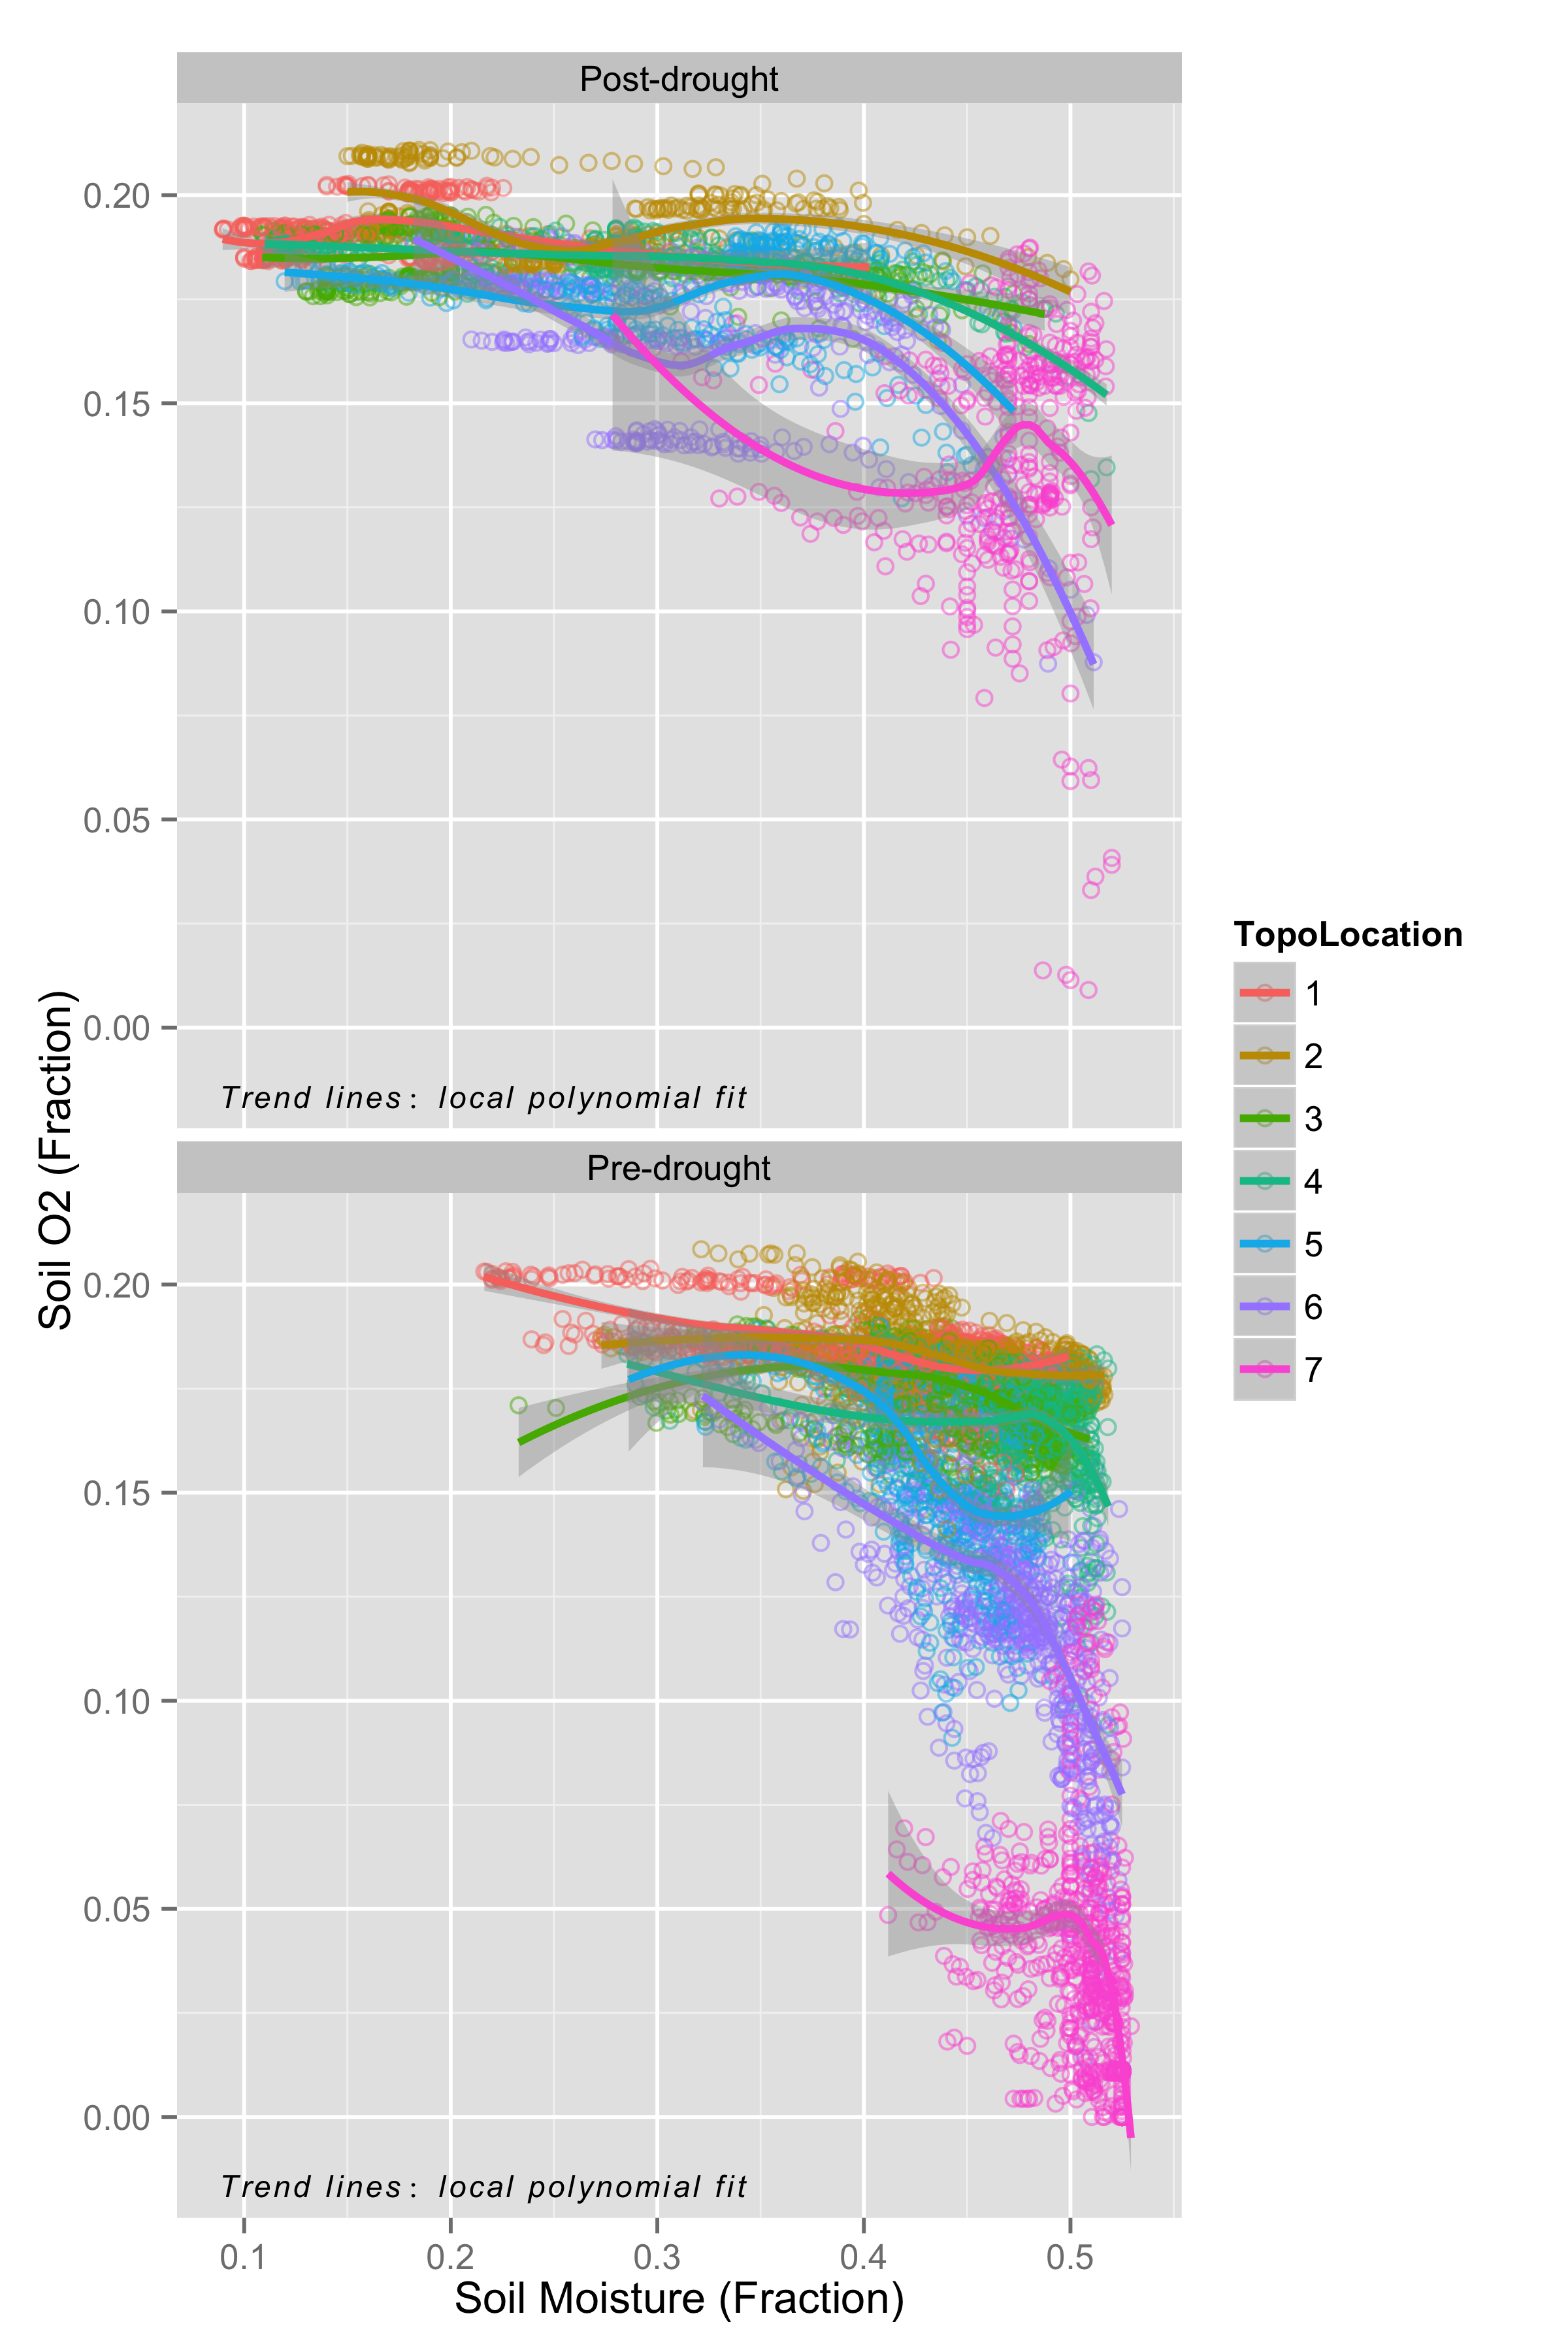 Post-drought
0.20
0.15
0.10
0.05
0.00
Trend lines: local polynomial fit
Pre-drought
0.20
0.15
0.10
0.05
0.00
Trend lines: local polynomial fit
0.1 0.2 0.3 0.4 0.5
Soil Moisture (Fraction)
Soil O2 (Fraction)
TopoLocation
1
2
3
4
5
6
7